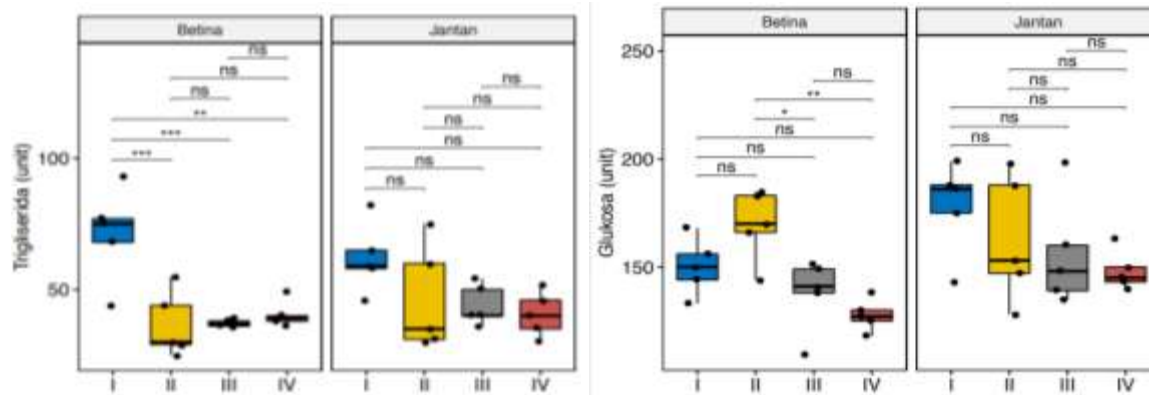 Betina
Jantan
Trigliserida (unit)
100
50
ns
ns
ns
**
***
***
ns
ns
ns
ns
ns
ns
I II III IV
I II III IV
Betina
Jantan
Glukosa (unit)
250
200
150
ns
**
*
ns
ns
ns
ns
ns
ns
ns
ns
ns
I II III IV
I II III IV